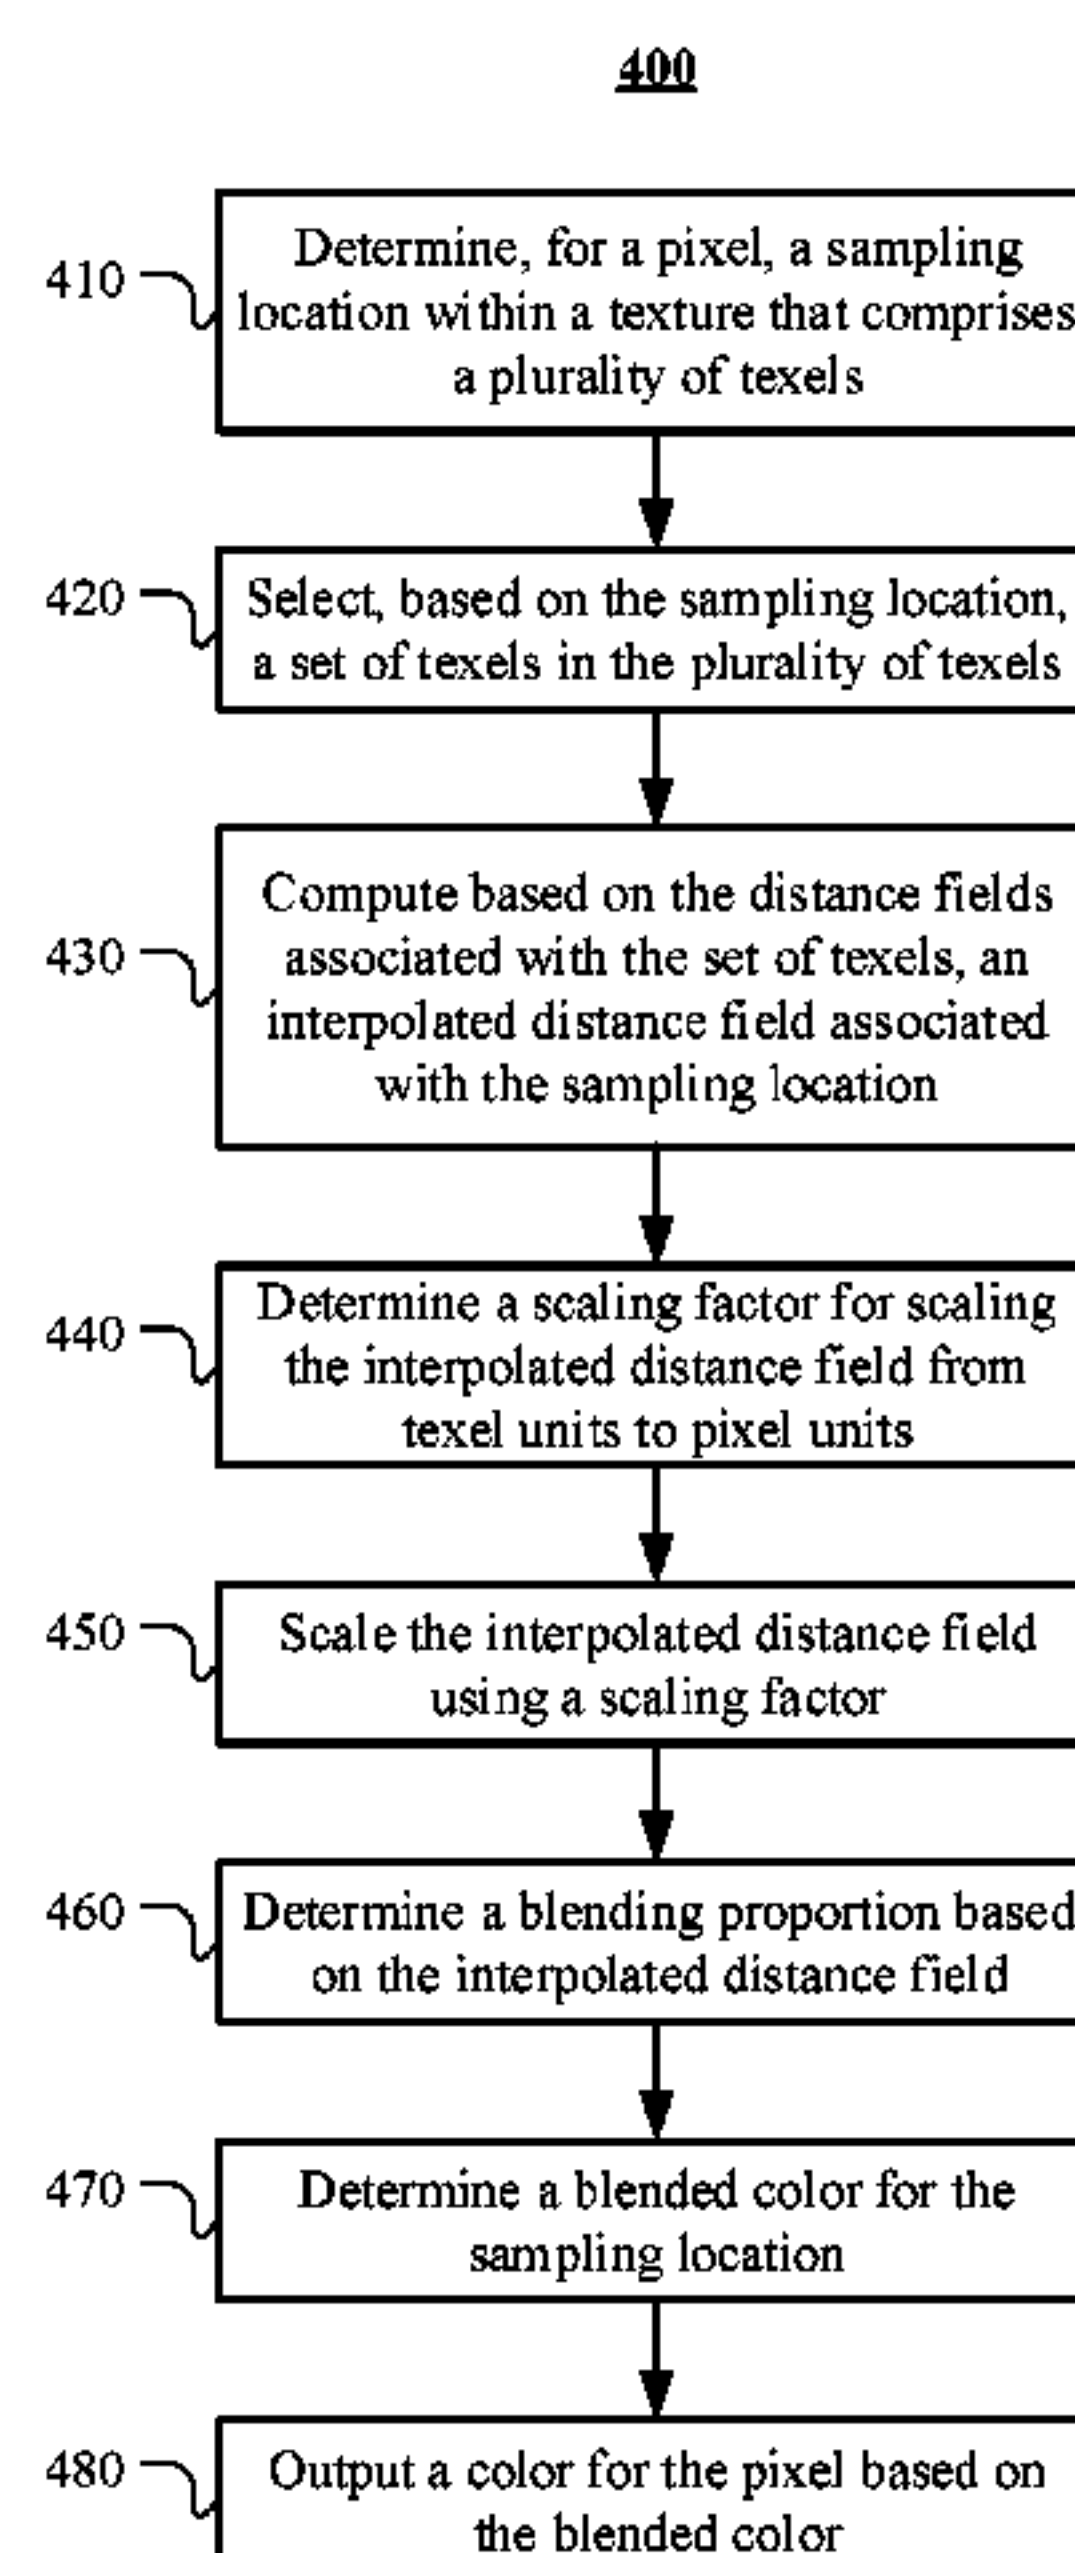 400
410
Determine, for a pixel, a sampling
location within a texture that comprises
a plurality of texels
420
Select, based on the sampling location,
a set of texels in the plurality of texels
430
Compute based on the distance fields
associated with the set of texels, an
interpolated distance field associated
with the sampling location
440
Determine a scaling factor for scaling
the interpolated distance field from
texel units to pixel units
450
Scale the interpolated distance field
using a scaling factor
460
Determine a blending proportion based
on the interpolated distance field
470
Determine a blended color for the
sampling location
480
Output a color for the pixel based on
the blended color